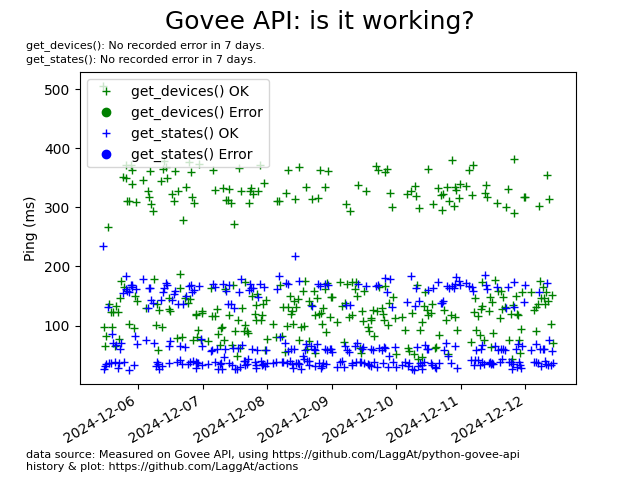 Govee API: is it working?
get_devices(): No recorded error in 7 days.
get_states(): No recorded error in 7 days.
get_devices() OK
get_devices() Error
get_states() OK
get_states() Error
Ping (ms)
500
400
300
200
100
2024-12-06
2024-12-07
2024-12-08
2024-12-09
2024-12-10
2024-12-11
2024-12-12
data source: Measured on Govee API, using https://github.com/LaggAt/python-govee-api
history & plot: https://github.com/LaggAt/actions